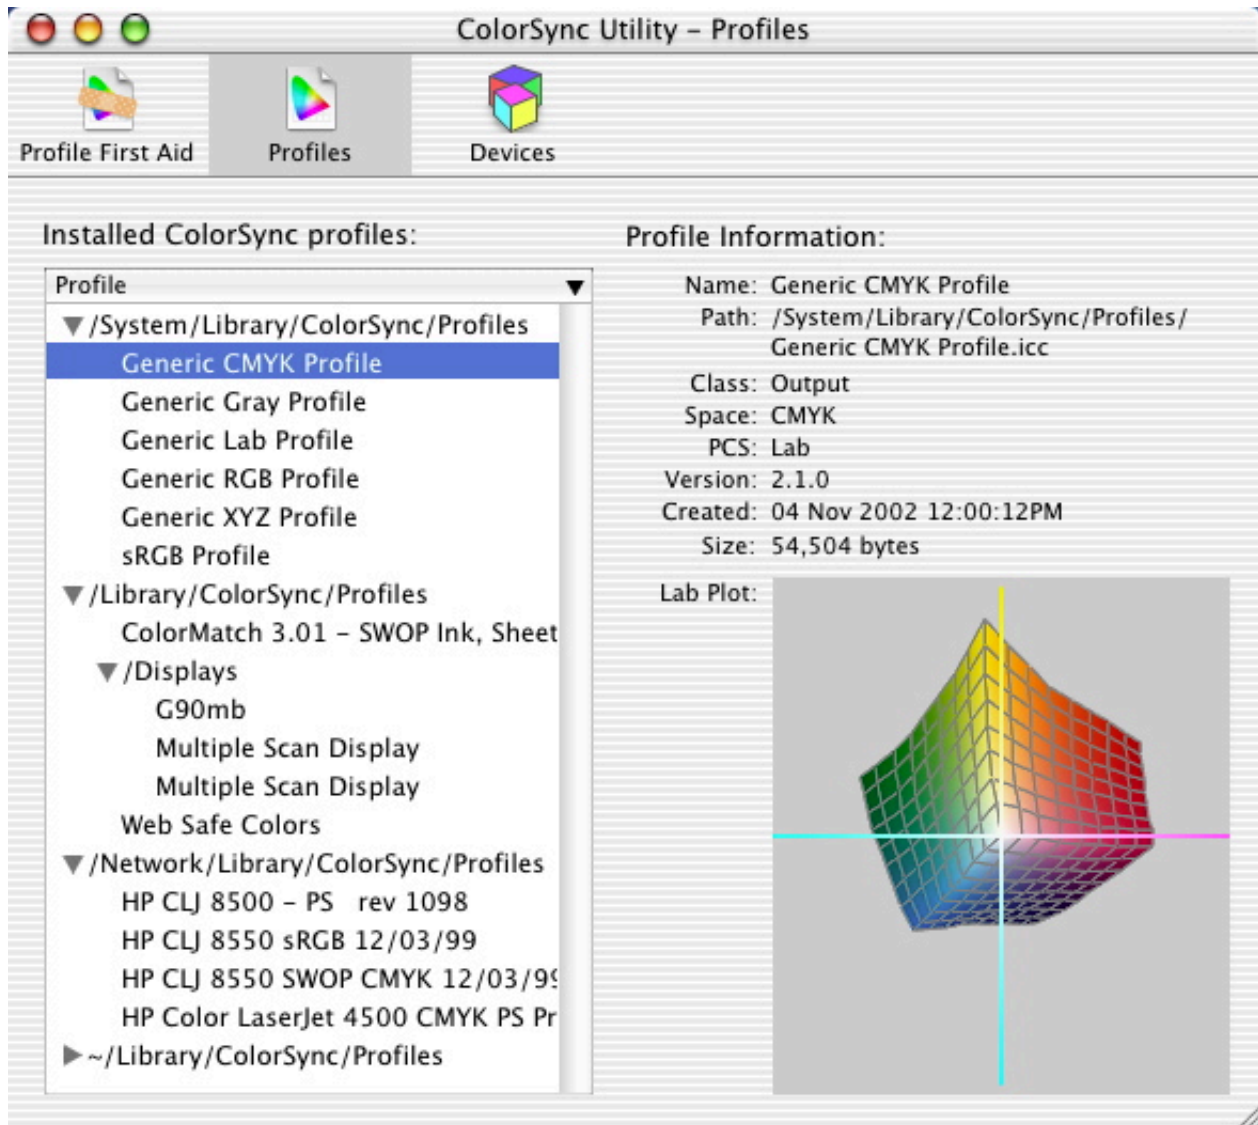 ColorSync Utility – Profiles
Profile First Aid
Profiles
Devices
Installed ColorSync profiles:
Profile
/System/Library/ColorSync/Profiles
Generic CMYK Profile
Generic Gray Profile
Generic Lab Profile
Generic RGB Profile
Generic XYZ Profile
sRGB Profile
/Library/ColorSync/Profiles
ColorMatch 3.01 – SWOP Ink, Sheet
/Displays
G90mb
Multiple Scan Display
Multiple Scan Display
Web Safe Colors
/Network/Library/ColorSync/Profiles
HP CLJ 8500 – PS rev 1098
HP CLJ 8550 sRGB 12/03/99
HP CLJ 8550 SWOP CMYK 12/03/99
HP Color LaserJet 4500 CMYK PS Pr
~/Library/ColorSync/Profiles
Profile Information:
Name: Generic CMYK Profile
Path: /System/Library/ColorSync/Profiles/
Generic CMYK Profile.icc
Class: Output
Space: CMYK
PCS: Lab
Version: 2.1.0
Created: 04 Nov 2002 12:00:12PM
Size: 54,504 bytes
Lab Plot: